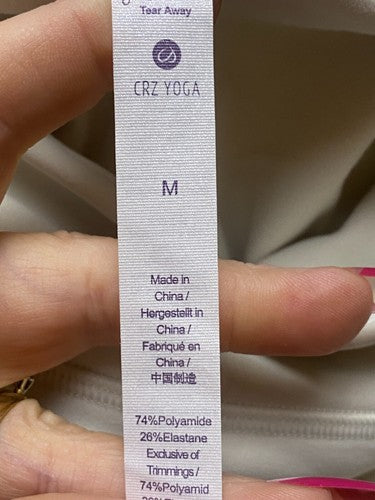 Tear Away
CRZ YOGA
M
Made in
China /
Hergestellt in
China /
Fabriqué en
China /
中国制造
74%Polyamide
26%Elastane
Exclusive of
Trimmings /
74%Polyamid